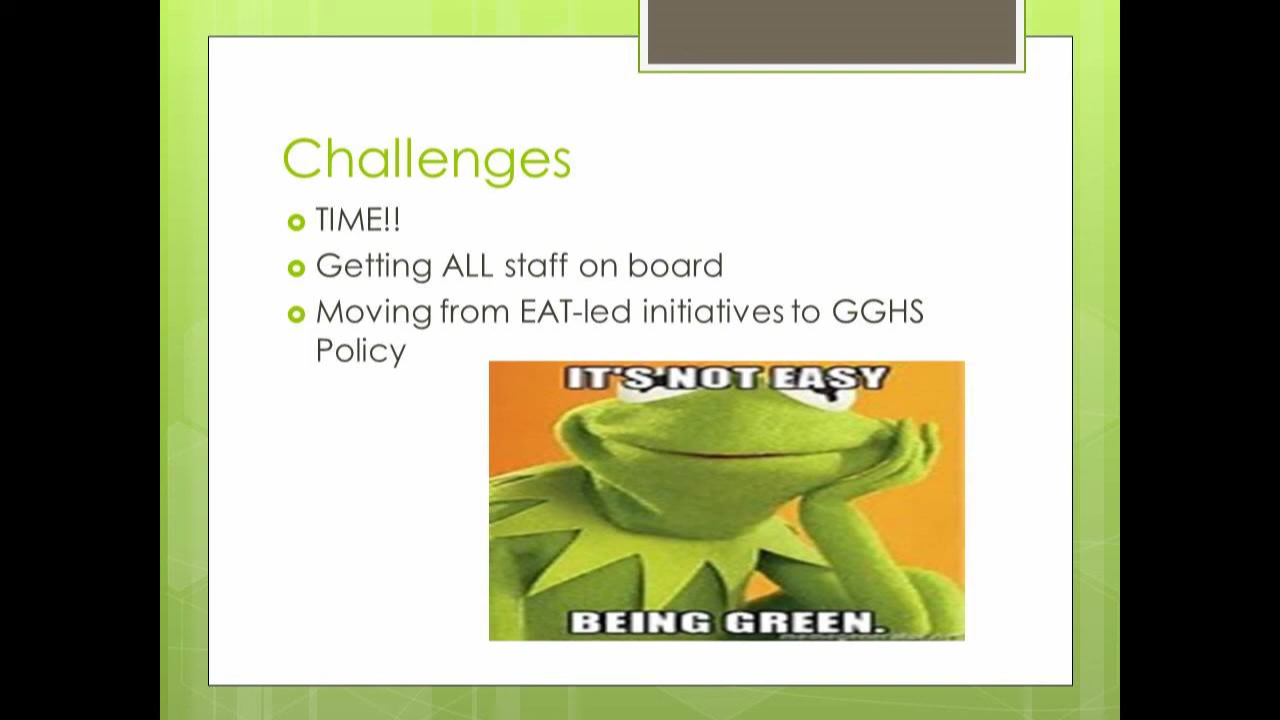 Challenges
TIME!!
Getting ALL staff on board
Moving from EAT-led initiatives to GGHS
Policy
IT'S NOT EASY
BEING GREEN.